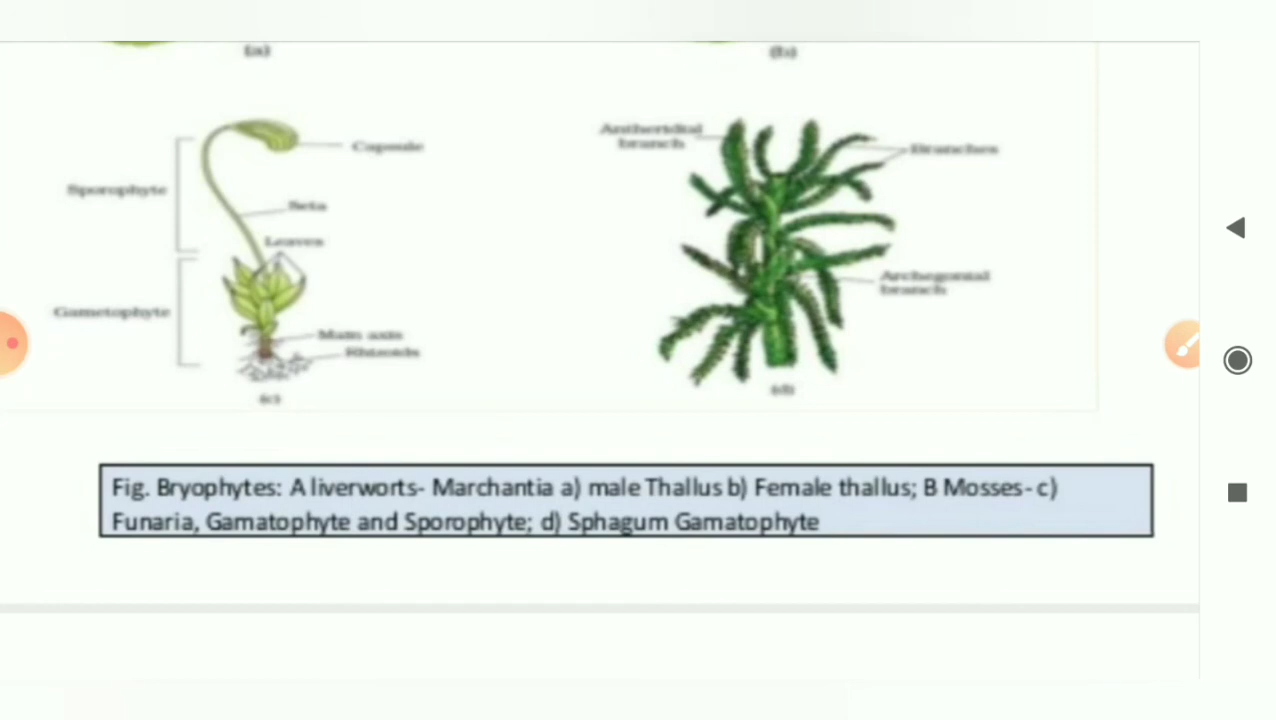 (a)
(b)
Antheridial
branch
Capsule
Branches
Sporophyte
Seta
Leaves
Archegonial
branch
Gametophyte
Main axis
Rhizoids
(c)
(d)
Fig. Bryophytes: A liverworts- Marchantia a) male Thallus b) Female thallus; B Mosses- c)
Funaria, Gamatophyte and Sporophyte; d) Sphagum Gamatophyte